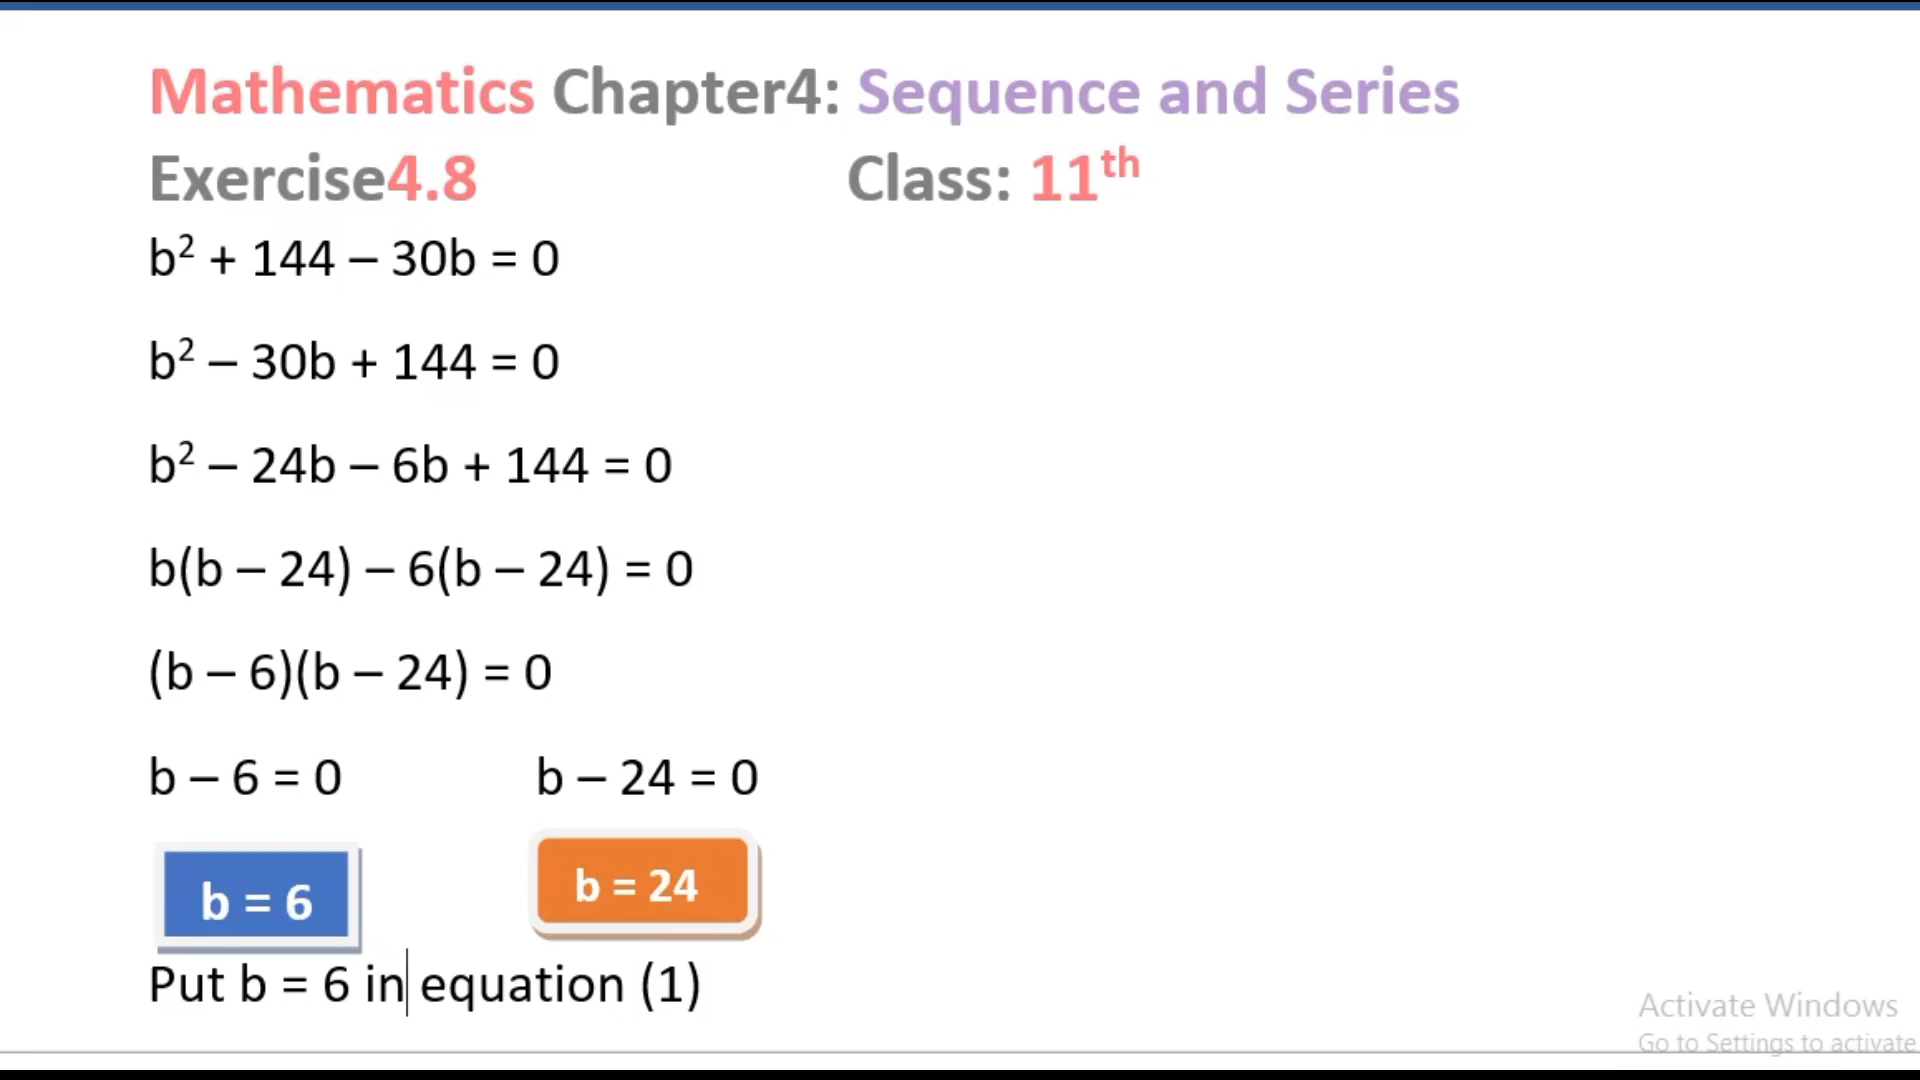 Mathematics Chapter4: Sequence and Series
Exercise4.8 Class: 11th
b² + 144 – 30b = 0
b² – 30b + 144 = 0
b² – 24b – 6b + 144 = 0
b(b – 24) – 6(b – 24) = 0
(b – 6)(b – 24) = 0
b – 6 = 0 b – 24 = 0
b = 6 b = 24
Put b = 6 in equation (1)
Activate Windows
Go to Settings to activate